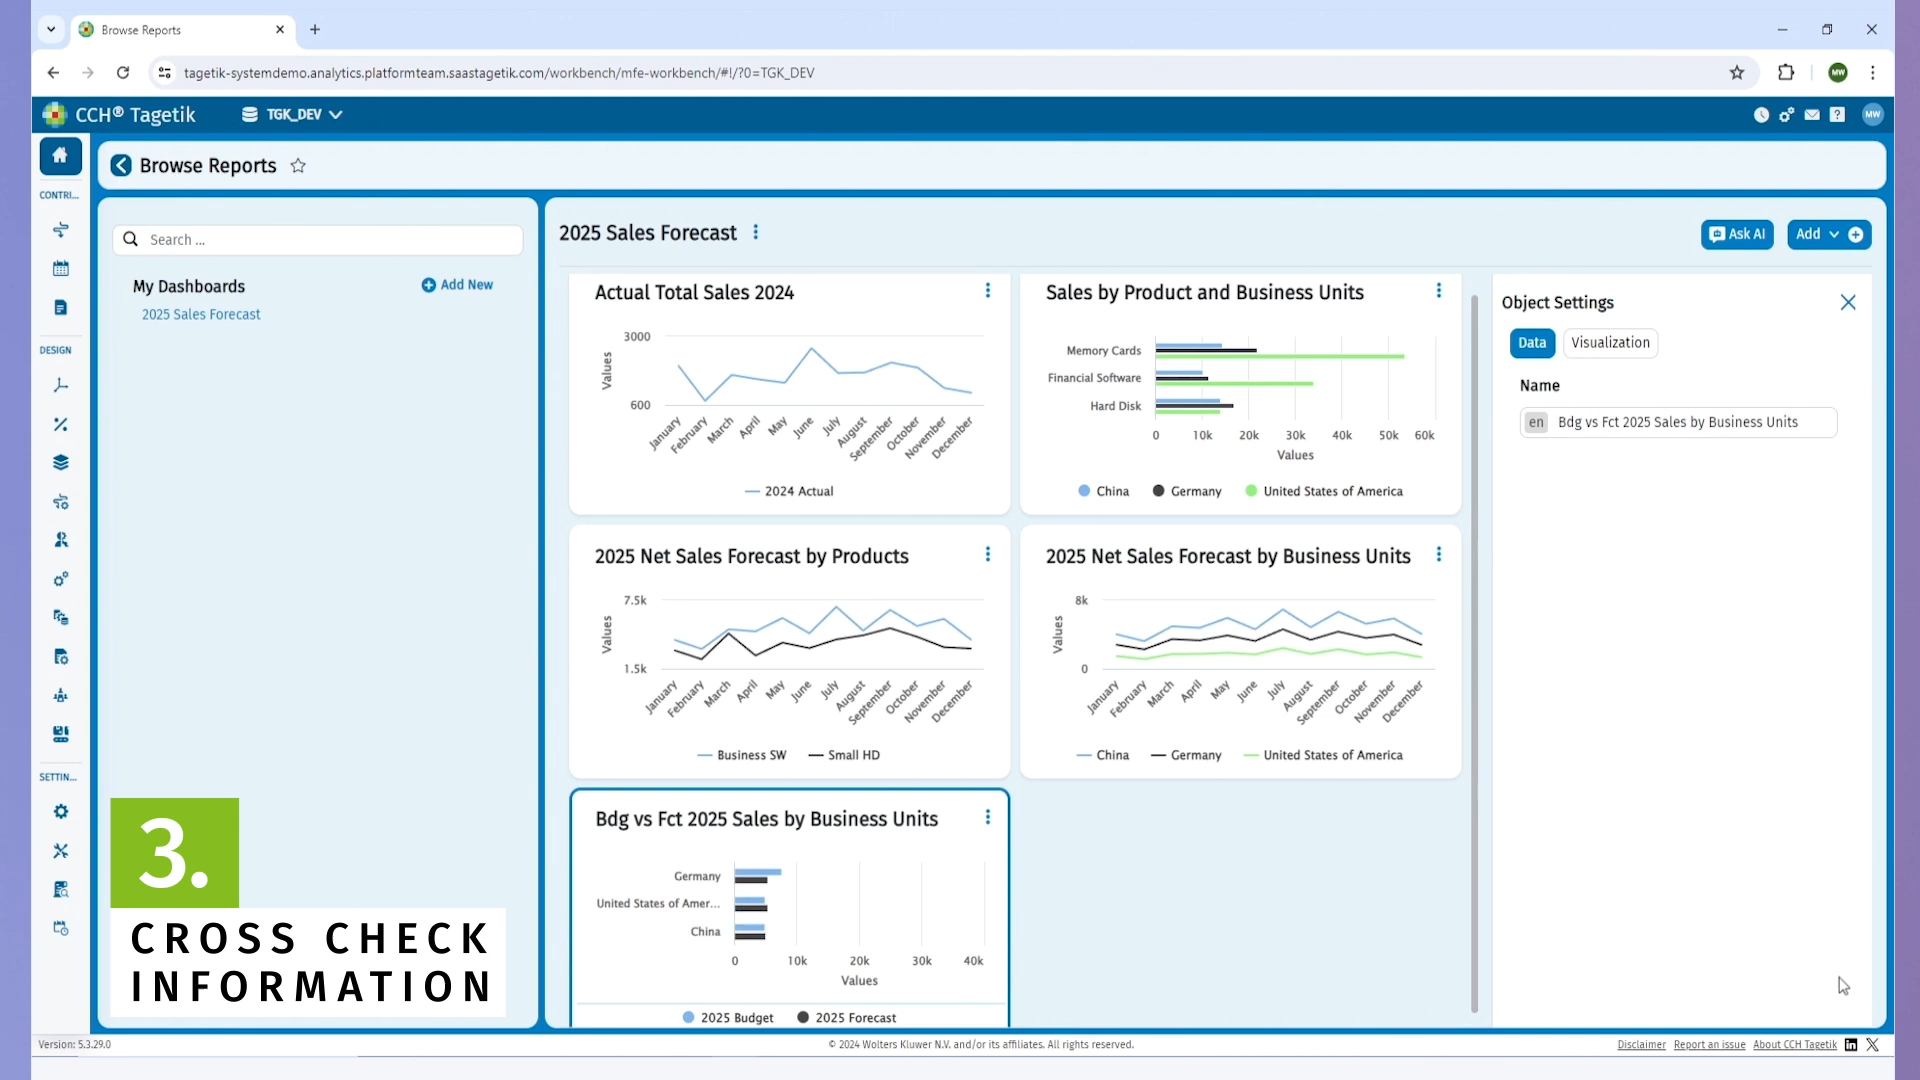 Browse Reports
tagetik-systemdemo.analytics.platformteam.saastagetik.com/workbench/mfe-workbench/#!/?0=TGK_DEV
MW
CCH® Tagetik
TGK_DEV
MW
Browse Reports
CONTRI...
DESIGN
SETTIN...
Search ...
My Dashboards
Add New
2025 Sales Forecast
2025 Sales Forecast
Ask AI
Add
Actual Total Sales 2024
3000
Values
600
January
February
March
April
May
June
July
August
September
October
November
December
2024 Actual
Sales by Product and Business Units
Memory Cards
Financial Software
Hard Disk
0 10k 20k 30k 40k 50k 60k
Values
China Germany United States of America
2025 Net Sales Forecast by Products
7.5k
Values
1.5k
January
February
March
April
May
June
July
August
September
October
November
December
Business SW Small HD
2025 Net Sales Forecast by Business Units
8k
Values
0
January
February
March
April
May
June
July
August
September
October
November
December
China Germany United States of America
Bdg vs Fct 2025 Sales by Business Units
Germany
United States of Amer...
China
0 10k 20k 30k 40k
Values
2025 Budget 2025 Forecast
Object Settings
Data Visualization
Name
en Bdg vs Fct 2025 Sales by Business Units
3.
CROSS CHECK
INFORMATION
Version: 5.3.29.0
© 2024 Wolters Kluwer N.V. and/or its affiliates. All rights reserved.
Disclaimer Report an issue About CCH Tagetik